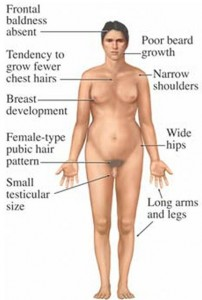 Frontal
baldness
absent
Poor beard
growth
Tendency to
grow fewer
chest hairs
Narrow
shoulders
Breast
development
Female-type
pubic hair
pattern
Wide
hips
Small
testicular
size
Long arms
and legs